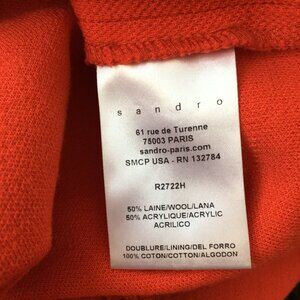 sandro
61 rue de Turenne
75003 PARIS
sandro-paris.com
SMCP USA - RN 132784
R2722H
50% LAINE/WOOL/LANA
50% ACRYLIQUE/ACRYLIC
ACRILICO
DOUBLURE/LINING/DEL FORRO
100% COTON/COTTON/ALGODON